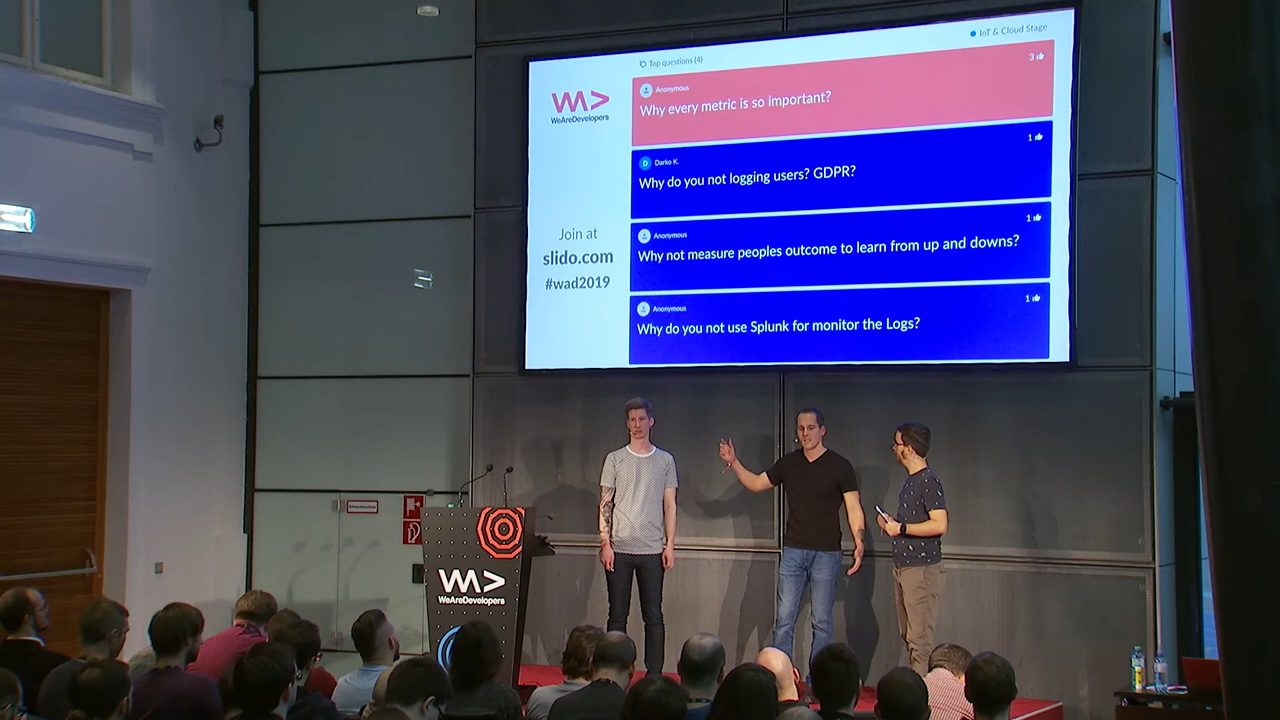 IoT & Cloud Stage
Top questions (4)
WeAreDevelopers
Join at
slido.com
#wad2019
Anonymous
3
Why every metric is so important?
D
Darko K.
1
Why do you not logging users? GDPR?
Anonymous
1
Why not measure peoples outcome to learn from up and downs?
Anonymous
1
Why do you not use Splunk for monitor the Logs?
WeAreDevelopers